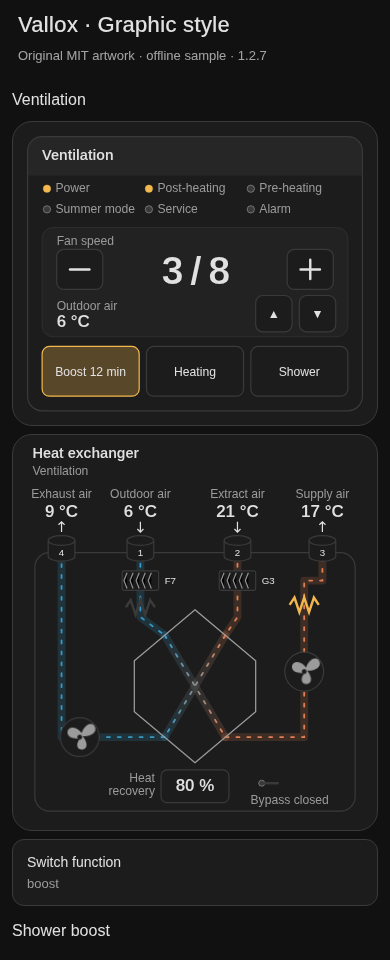 Vallox · Graphic style
Original MIT artwork · offline sample · 1.2.7
Ventilation
Ventilation
Power Post-heating Pre-heating
Summer mode Service Alarm
Fan speed
3 / 8
Outdoor air
6 °C
▲ ▼
Boost 12 min Heating Shower
Heat exchanger
Ventilation
Exhaust air Outdoor air Extract air Supply air
9 °C 6 °C 21 °C 17 °C
4 1 2 3
F7 G3
Heat recovery
80 %
Bypass closed
Switch function
boost
Shower boost